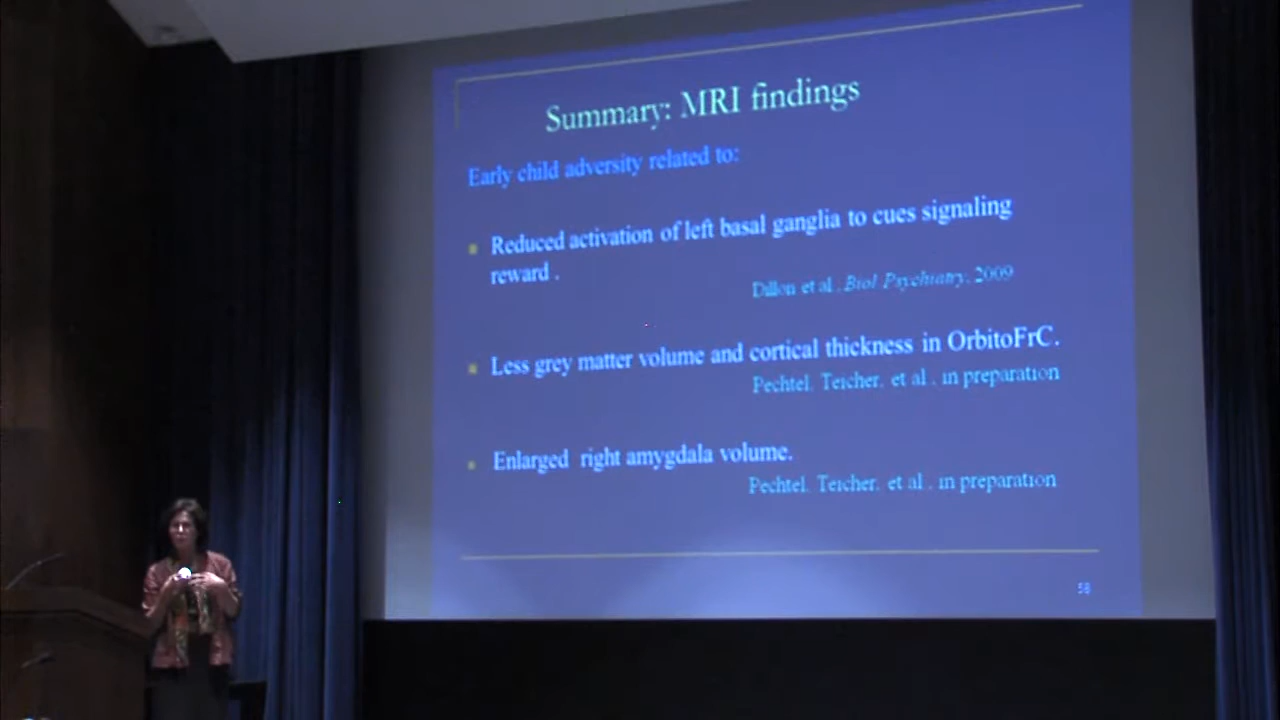 Summary: MRI findings
Early child adversity related to:
Reduced activation of left basal ganglia to cues signaling
reward .
Dillon et al., Biol Psychiatry, 2009
Less grey matter volume and cortical thickness in OrbitoFrC.
Pechtel, Teicher, et al., in preparation
Enlarged right amygdala volume.
Pechtel, Teicher, et al., in preparation
58